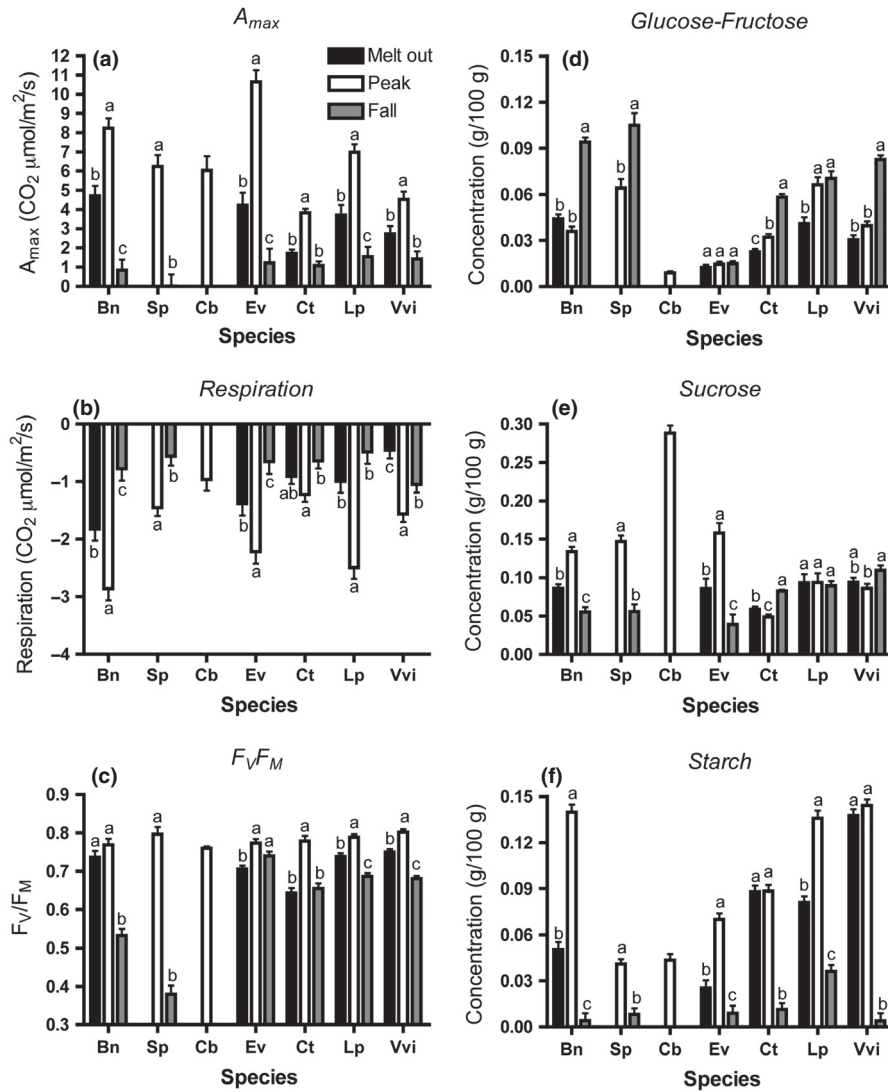 A_max
(a)
Melt out
Peak
Fall
A_max (CO₂ μmol/m²/s)
12
11
10
9
8
7
6
5
4
3
2
1
0
b a c a b b a c b a b b a c b a b
Bn Sp Cb Ev Ct Lp Vvi
Species
Respiration
(b)
Respiration (CO₂ μmol/m²/s)
0
–1
–2
–3
–4
b a c a b b a c ab a b b a b c a b
Bn Sp Cb Ev Ct Lp Vvi
Species
F_VF_M
(c)
F_V/F_M
0.9
0.8
0.7
0.6
0.5
0.4
0.3
a a b a b b a a b a b b a c b a c
Bn Sp Cb Ev Ct Lp Vvi
Species
Glucose-Fructose
(d)
Concentration (g/100 g)
0.15
0.12
0.09
0.06
0.03
0.00
b b a b a a a a c b a b a a b b a
Bn Sp Cb Ev Ct Lp Vvi
Species
Sucrose
(e)
Concentration (g/100 g)
0.30
0.25
0.20
0.15
0.10
0.05
0.00
b a c a b b a c b c a a a a a b b a
Bn Sp Cb Ev Ct Lp Vvi
Species
Starch
(f)
Concentration (g/100 g)
0.15
0.12
0.09
0.06
0.03
0.00
b a c a b b a c a a b b a c a a b
Bn Sp Cb Ev Ct Lp Vvi
Species